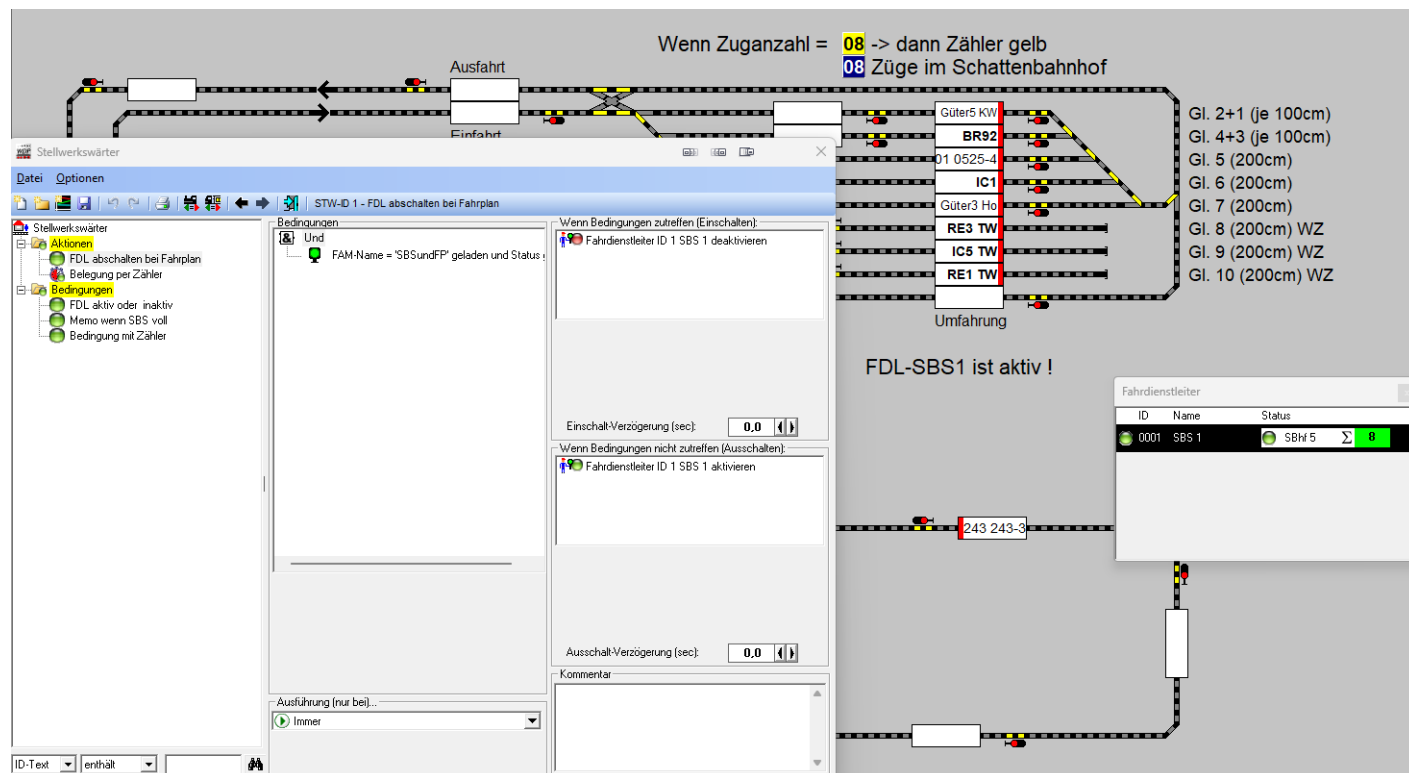 Wenn Zuganzahl = 08 -> dann Zähler gelb
08 Züge im Schattenbahnhof
Ausfahrt
Einfahrt
Güter5 KW
BR92
01 0525-4
IC1
Güter3 Ho
RE3 TW
IC5 TW
RE1 TW
Umfahrung
Gl. 2+1 (je 100cm)
Gl. 4+3 (je 100cm)
Gl. 5 (200cm)
Gl. 6 (200cm)
Gl. 7 (200cm)
Gl. 8 (200cm) WZ
Gl. 9 (200cm) WZ
Gl. 10 (200cm) WZ
FDL-SBS1 ist aktiv !
Stellwerkswärter
Datei Optionen
STW-ID 1 - FDL abschalten bei Fahrplan
Stellwerkswärter
Aktionen
FDL abschalten bei Fahrplan
Belegung per Zähler
Bedingungen
FDL aktiv oder inaktiv
Memo wenn SBS voll
Bedingung mit Zähler
ID-Text enthält
Bedingungen
& Und
FAM-Name = 'SBSundFP' geladen und Status
Ausführung (nur bei)...
Immer
Wenn Bedingungen zutreffen (Einschalten):
Fahrdienstleiter ID 1 SBS 1 deaktivieren
Einschalt-Verzögerung (sec): 0,0
Wenn Bedingungen nicht zutreffen (Ausschalten):
Fahrdienstleiter ID 1 SBS 1 aktivieren
Ausschalt-Verzögerung (sec): 0,0
Kommentar
Fahrdienstleiter
ID Name Status
0001 SBS 1 SBhf 5 Σ 8
243 243-3